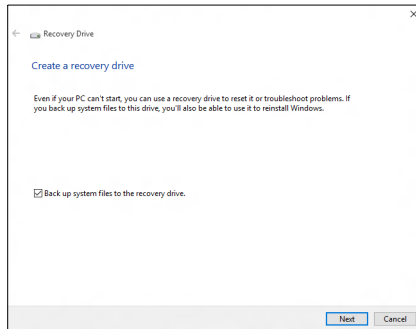 Recovery Drive
Create a recovery drive
Even if your PC can't start, you can use a recovery drive to reset it or troubleshoot problems. If
you back up system files to this drive, you'll also be able to use it to reinstall Windows.
Back up system files to the recovery drive.
Next Cancel